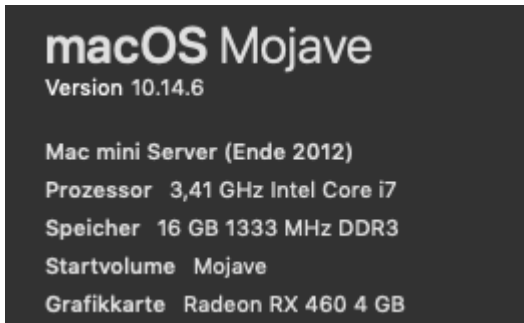 macOS Mojave
Version 10.14.6
Mac mini Server (Ende 2012)
Prozessor 3,41 GHz Intel Core i7
Speicher 16 GB 1333 MHz DDR3
Startvolume Mojave
Grafikkarte Radeon RX 460 4 GB